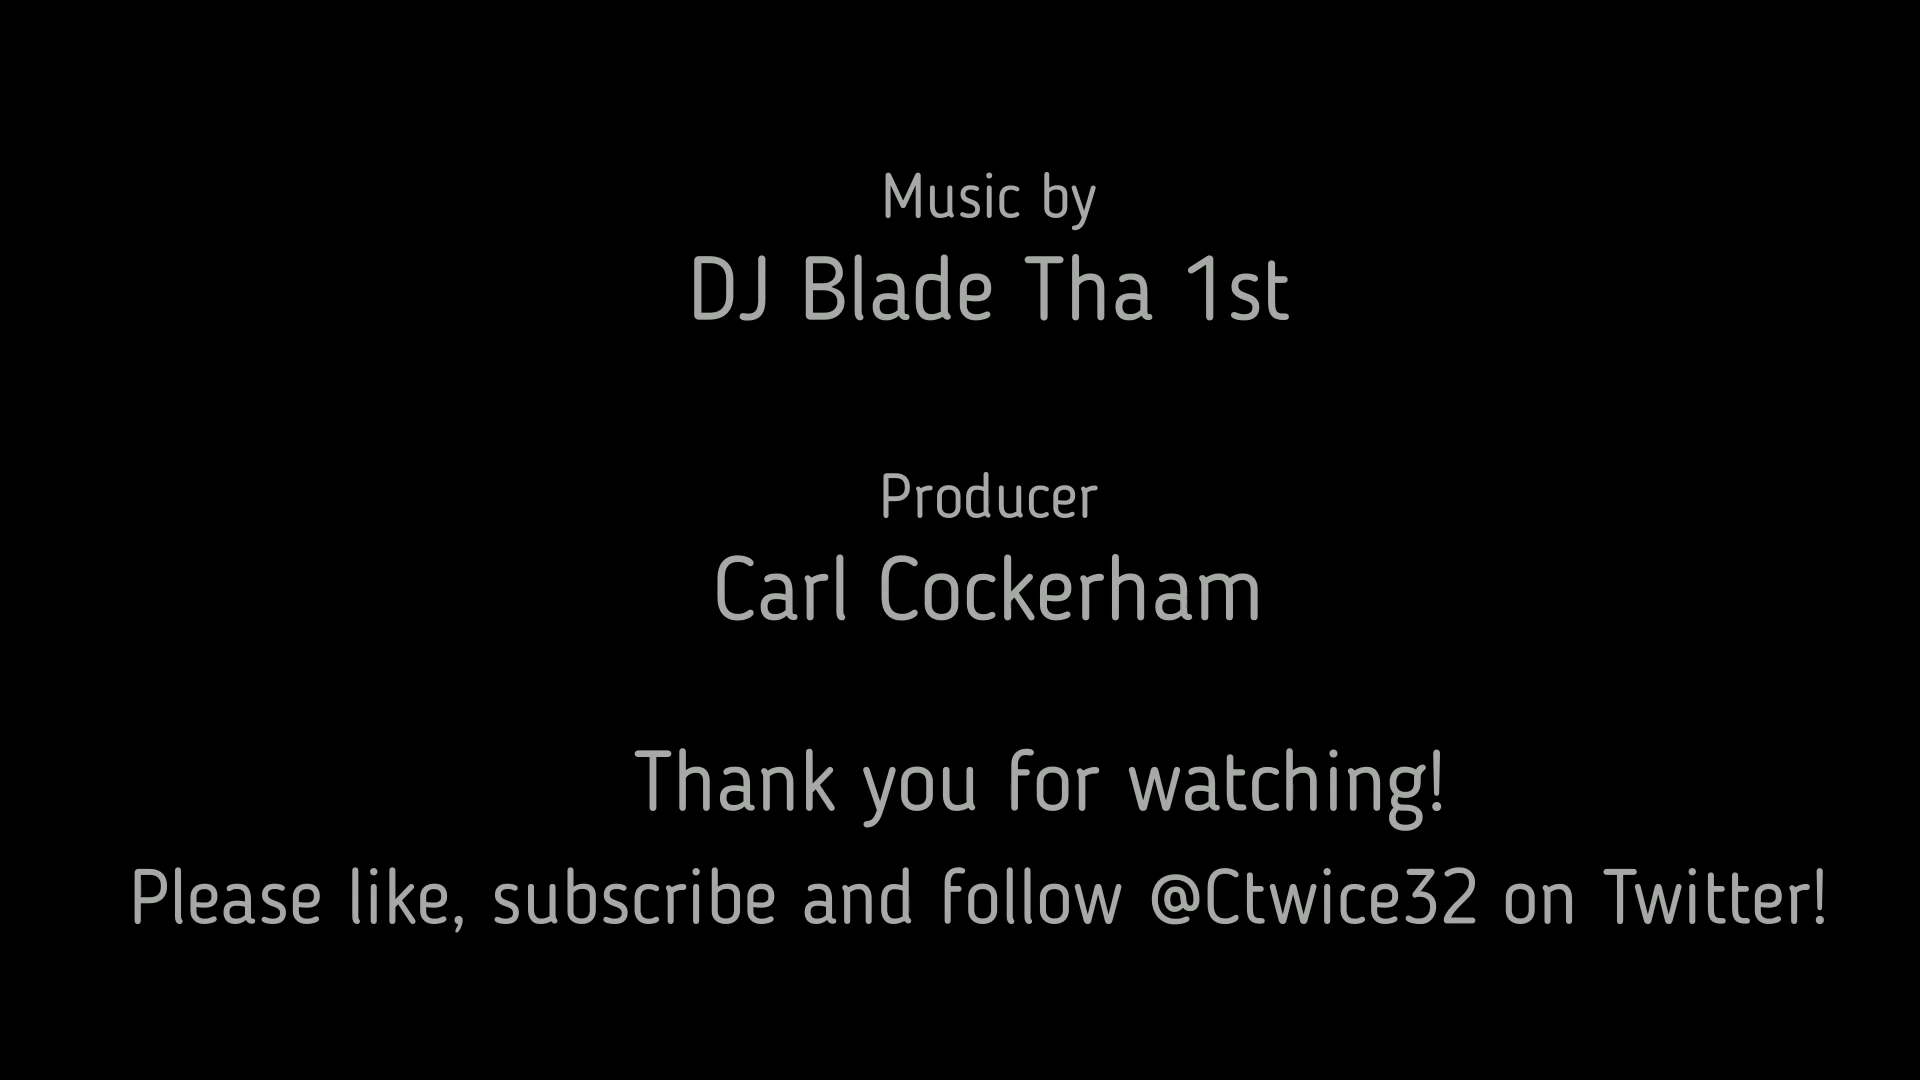 Music by
DJ Blade Tha 1st
Producer
Carl Cockerham
Thank you for watching!
Please like, subscribe and follow @Ctwice32 on Twitter!